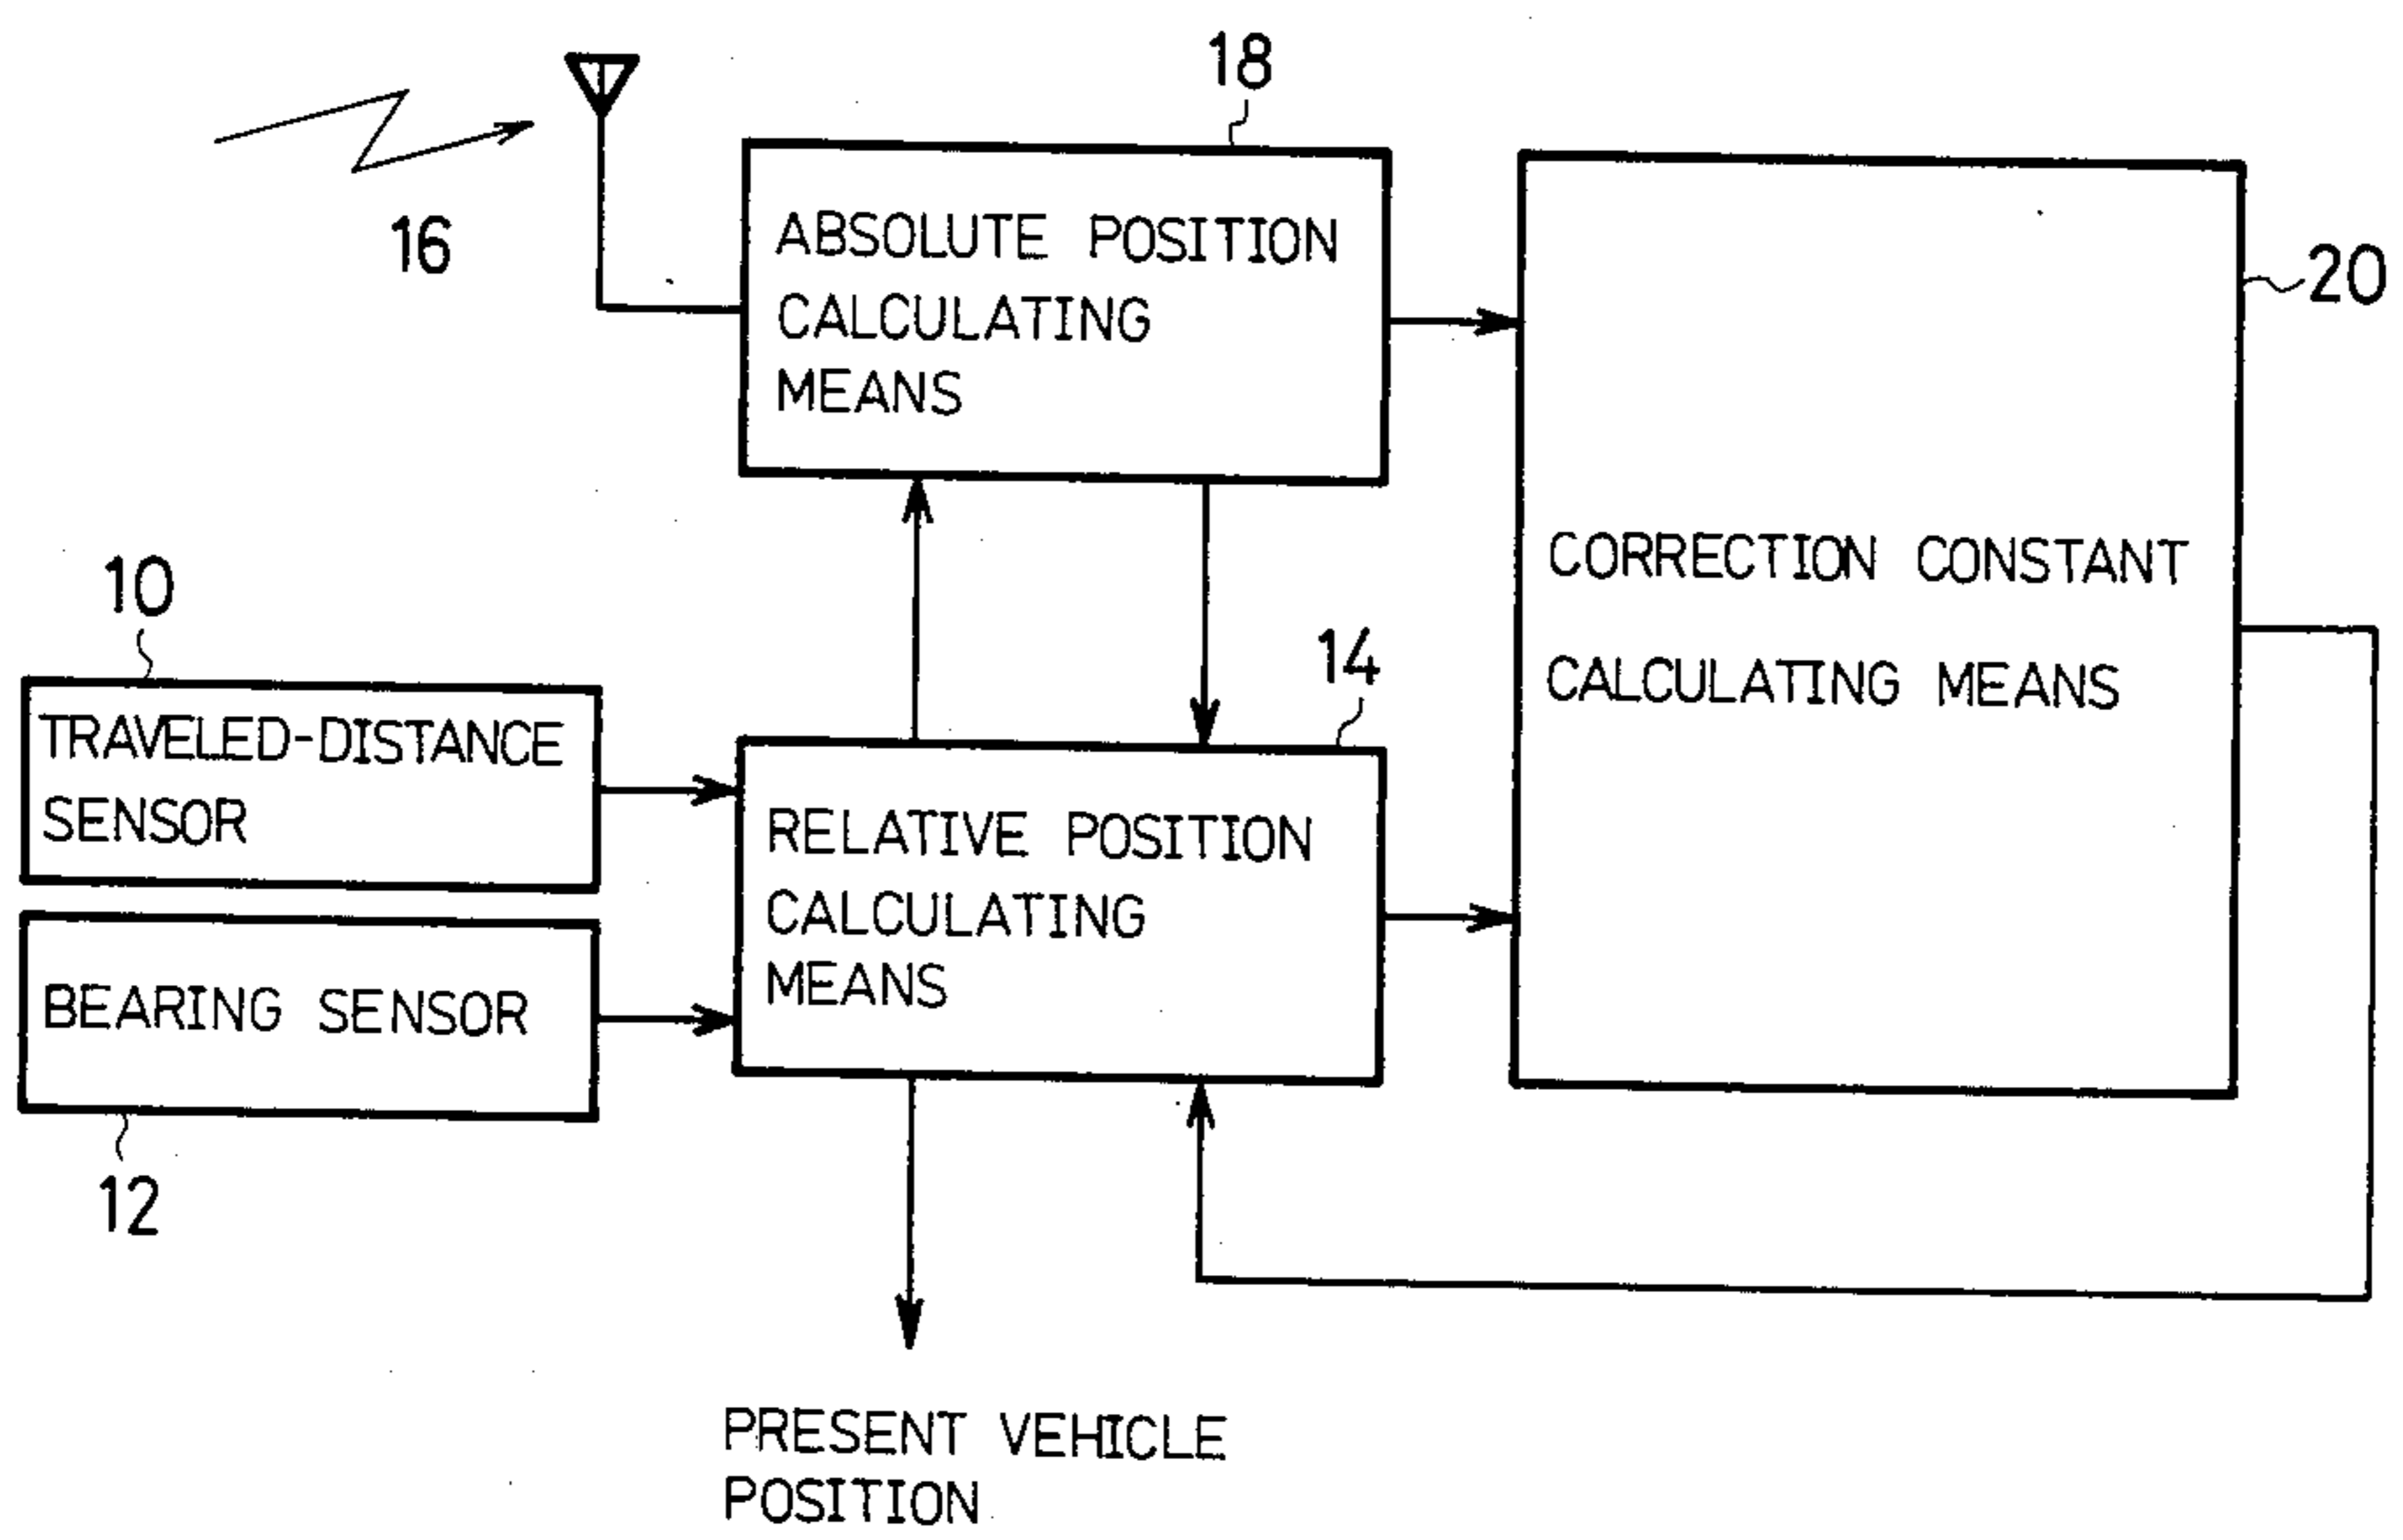 18
16
ABSOLUTE POSITION
CALCULATING
MEANS
20
CORRECTION CONSTANT
CALCULATING MEANS
10
TRAVELED-DISTANCE
SENSOR
14
RELATIVE POSITION
CALCULATING
MEANS
BEARING SENSOR
12
PRESENT VEHICLE
POSITION